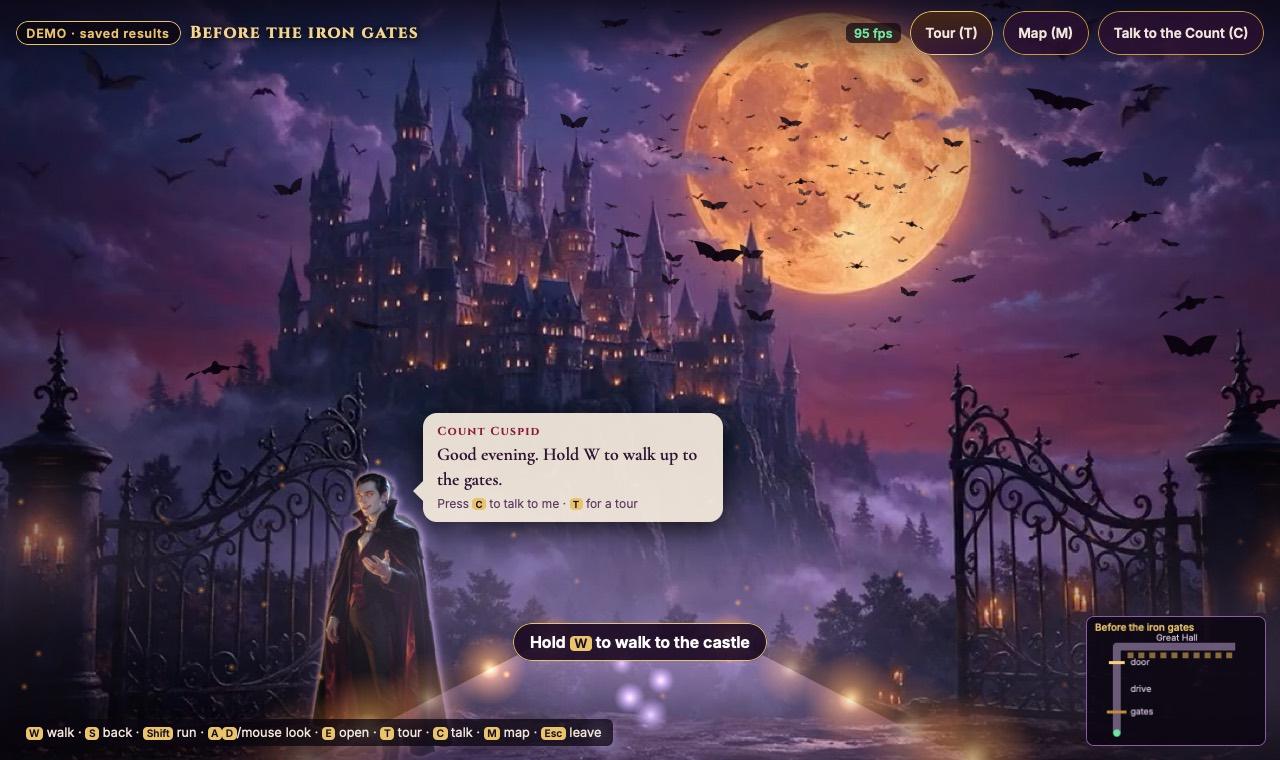 DEMO · saved results
Before the iron gates
95 fps
Tour (T)
Map (M)
Talk to the Count (C)
Count Cuspid
Good evening. Hold W to walk up to
the gates.
Press C to talk to me · T for a tour
Hold W to walk to the castle
Before the iron gates
Great Hall
door
drive
gates
W walk · S back · Shift run · A D/mouse look · E open · T tour · C talk · M map · Esc leave